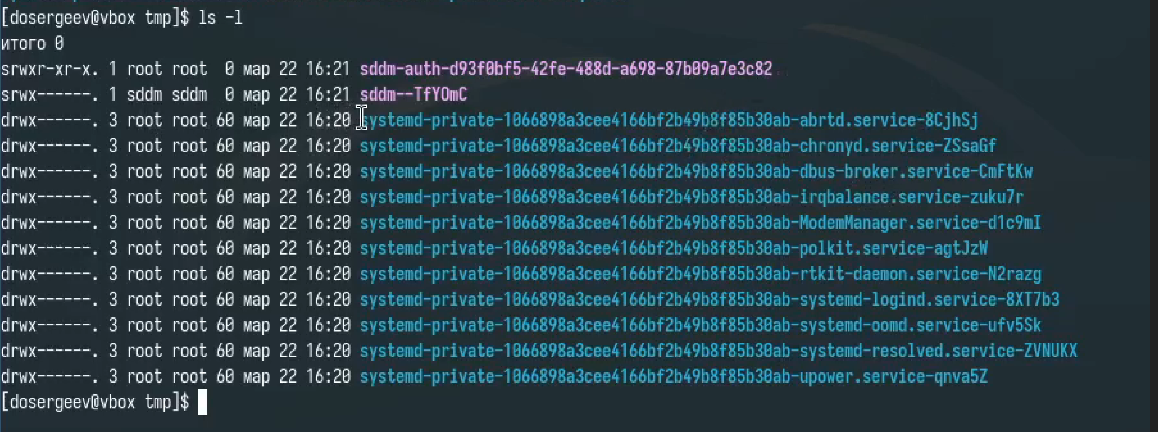 [dosergeev@vbox tmp]$ ls -l
итого 0
srwxr-xr-x. 1 root root  0 мар 22 16:21 sddm-auth-d93f0bf5-42fe-488d-a698-87b09a7e3c82
srwx------. 1 sddm sddm  0 мар 22 16:21 sddm--TfYOmC
drwx------. 3 root root 60 мар 22 16:20 systemd-private-1066898a3cee4166bf2b49b8f85b30ab-abrtd.service-8CjhSj
drwx------. 3 root root 60 мар 22 16:20 systemd-private-1066898a3cee4166bf2b49b8f85b30ab-chronyd.service-ZSsaGf
drwx------. 3 root root 60 мар 22 16:20 systemd-private-1066898a3cee4166bf2b49b8f85b30ab-dbus-broker.service-CmFtKw
drwx------. 3 root root 60 мар 22 16:20 systemd-private-1066898a3cee4166bf2b49b8f85b30ab-irqbalance.service-zuku7r
drwx------. 3 root root 60 мар 22 16:20 systemd-private-1066898a3cee4166bf2b49b8f85b30ab-ModemManager.service-d1c9mI
drwx------. 3 root root 60 мар 22 16:20 systemd-private-1066898a3cee4166bf2b49b8f85b30ab-polkit.service-agtJzW
drwx------. 3 root root 60 мар 22 16:20 systemd-private-1066898a3cee4166bf2b49b8f85b30ab-rtkit-daemon.service-N2razg
drwx------. 3 root root 60 мар 22 16:20 systemd-private-1066898a3cee4166bf2b49b8f85b30ab-systemd-logind.service-8XT7b3
drwx------. 3 root root 60 мар 22 16:20 systemd-private-1066898a3cee4166bf2b49b8f85b30ab-systemd-oomd.service-ufv5Sk
drwx------. 3 root root 60 мар 22 16:20 systemd-private-1066898a3cee4166bf2b49b8f85b30ab-systemd-resolved.service-ZVNUKX
drwx------. 3 root root 60 мар 22 16:20 systemd-private-1066898a3cee4166bf2b49b8f85b30ab-upower.service-qnva5Z
[dosergeev@vbox tmp]$